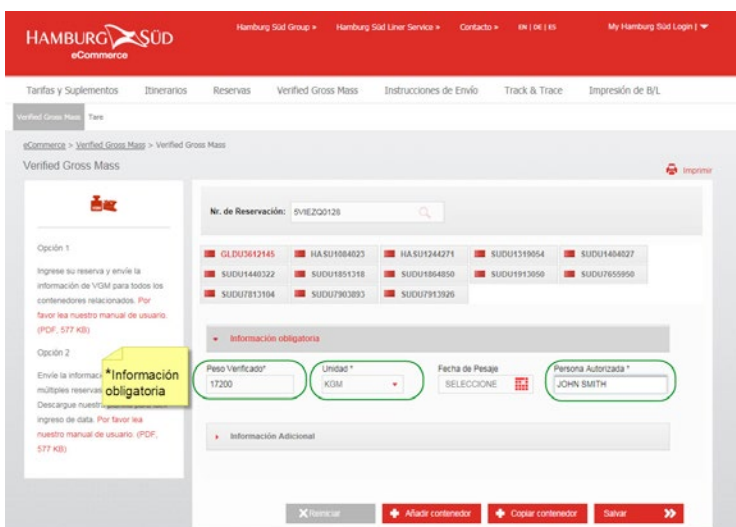 Hamburg Süd Group » Hamburg Süd Liner Service » Contacto » EN | DE | ES My Hamburg Süd Login |
HAMBURG SÜD
eCommerce
Tarifas y Suplementos Itinerarios Reservas Verified Gross Mass Instrucciones de Envío Track & Trace Impresión de B/L
Verified Gross Mass Tare
eCommerce > Verified Gross Mass > Verified Gross Mass
Verified Gross Mass
Imprimir
Nr. de Reservación: 5VIEZQ0128
Opción 1
Ingrese su reserva y envíe la
información de VGM para todos los
contenedores relacionados. Por
favor lea nuestro manual de usuario.
(PDF, 577 KB)
Opción 2
Envíe la informac
múltiples reservas
Descargue nuestr
ingreso de data. Por favor lea
nuestro manual de usuario. (PDF,
577 KB)
*Información
obligatoria
GLDU3612145 HASU1084023 HASU1244271 SUDU1319054 SUDU1404027
SUDU1440322 SUDU1851318 SUDU1864850 SUDU1913050 SUDU7655950
SUDU7813104 SUDU7903893 SUDU7913926
Información obligatoria
Peso Verificado* Unidad * Fecha de Pesaje Persona Autorizada *
17200 KGM SELECCIONE JOHN SMITH
Información Adicional
Reiniciar Añadir contenedor Copiar contenedor Salvar